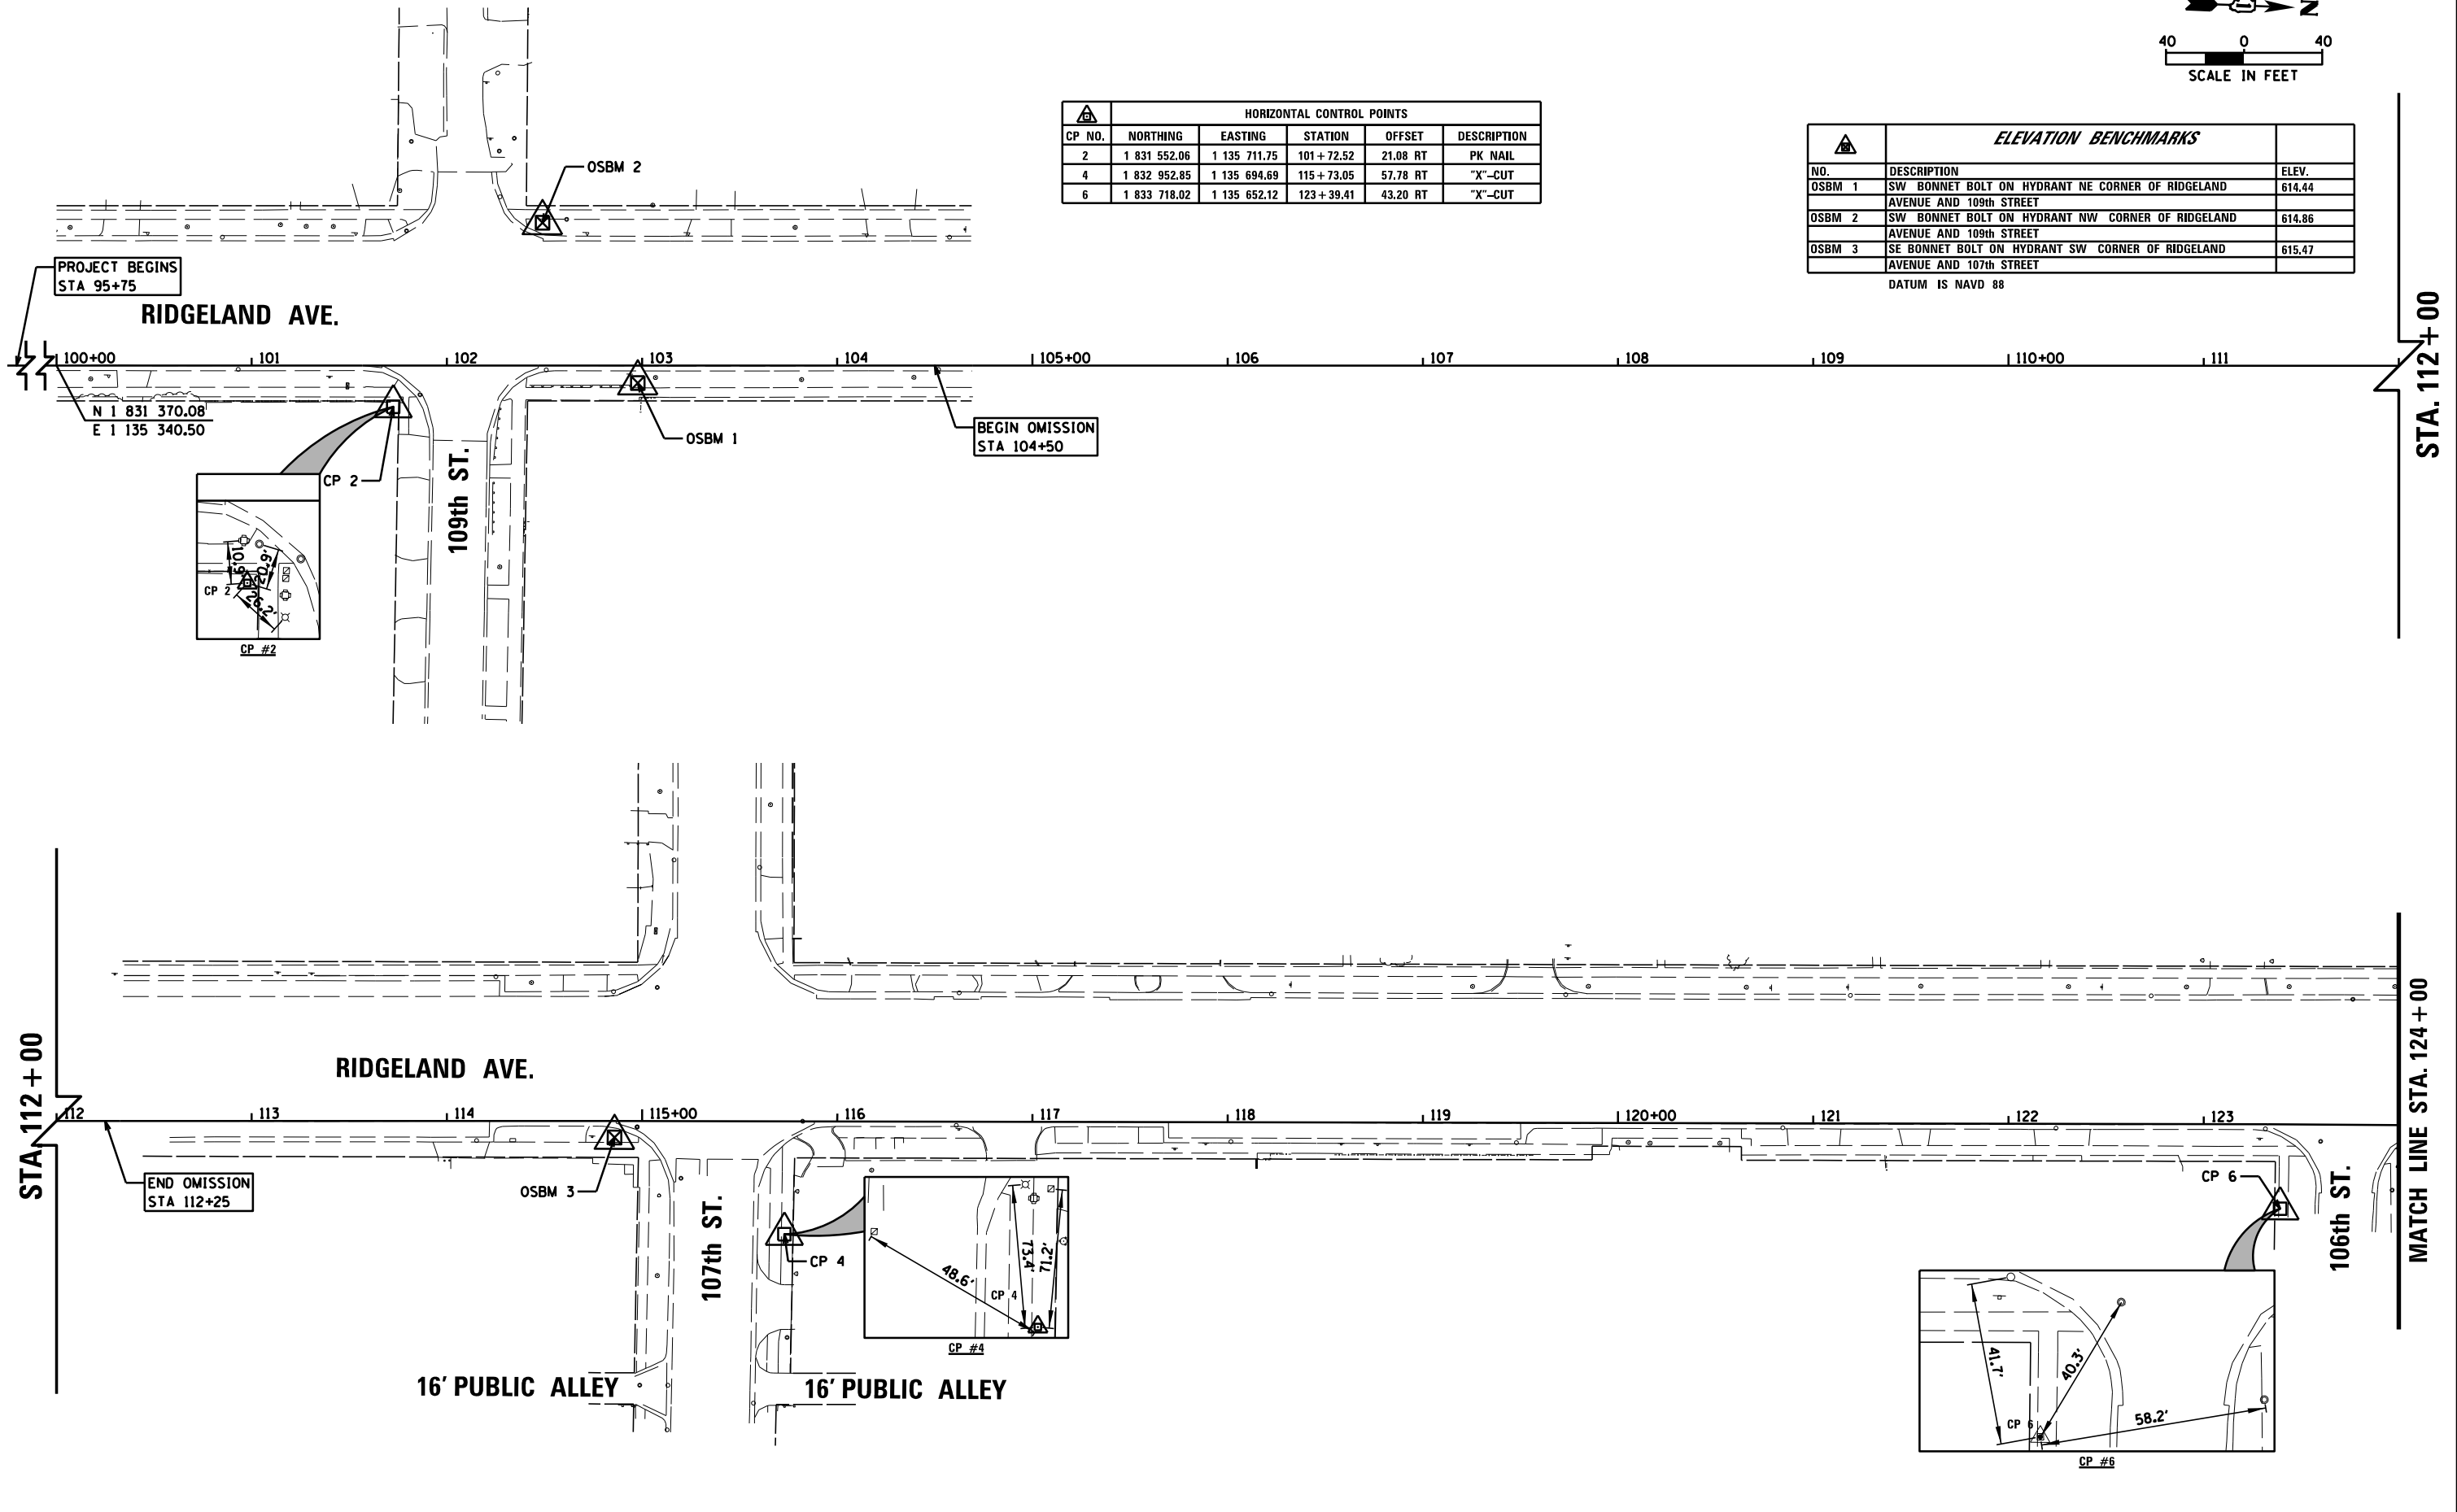 N
40 0 40
SCALE IN FEET
HORIZONTAL CONTROL POINTS
CP NO. NORTHING EASTING STATION OFFSET DESCRIPTION
2 1 831 552.06 1 135 711.75 101+72.52 21.08 RT PK NAIL
4 1 832 952.85 1 135 694.69 115+73.05 57.78 RT "X"-CUT
6 1 833 718.02 1 135 652.12 123+39.41 43.20 RT "X"-CUT
ELEVATION BENCHMARKS
NO. DESCRIPTION ELEV.
OSBM 1 SW BONNET BOLT ON HYDRANT NE CORNER OF RIDGELAND 614.44
AVENUE AND 109th STREET
OSBM 2 SW BONNET BOLT ON HYDRANT NW CORNER OF RIDGELAND 614.86
AVENUE AND 109th STREET
OSBM 3 SE BONNET BOLT ON HYDRANT SW CORNER OF RIDGELAND 615.47
AVENUE AND 107th STREET
DATUM IS NAVD 88
OSBM 2
PROJECT BEGINS
STA 95+75
RIDGELAND AVE.
100+00 101 102 103 104 105+00 106 107 108 109 110+00 111
STA. 112+00
N 1 831 370.08
E 1 135 340.50
CP 2
OSBM 1
BEGIN OMISSION
STA 104+50
109th ST.
10.6'
20.9'
26.2'
CP 2
CP #2
STA. 112+00
RIDGELAND AVE.
112 113 114 115+00 116 117 118 119 120+00 121 122 123
MATCH LINE STA. 124+00
END OMISSION
STA 112+25
OSBM 3
107th ST.
CP 4
48.6'
73.4'
71.2'
CP 4
CP #4
CP 6
106th ST.
41.7'
40.3'
58.2'
CP 6
CP #6
16' PUBLIC ALLEY
16' PUBLIC ALLEY